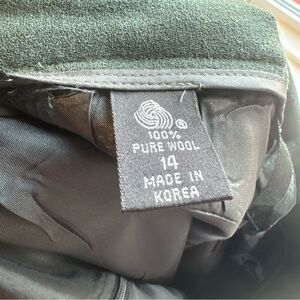 ®
100%
PURE WOOL
14
MADE IN
KOREA